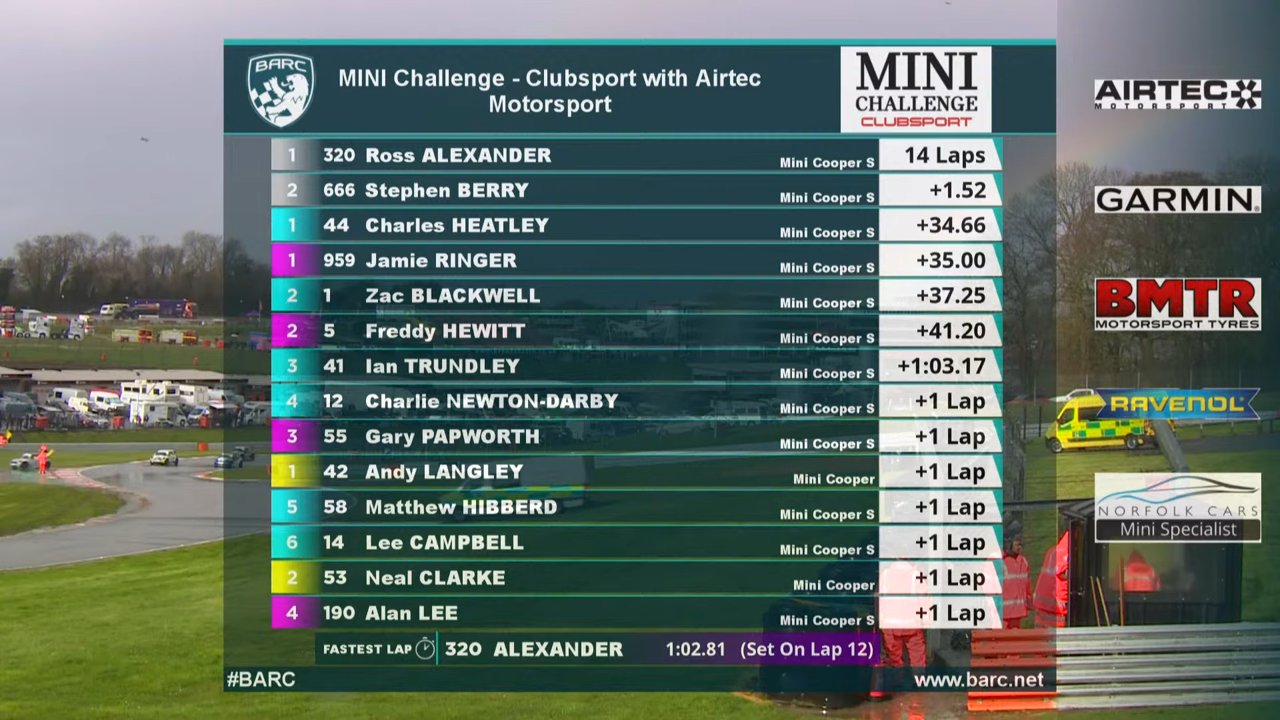 BARC
MINI Challenge - Clubsport with Airtec
Motorsport
MINI
CHALLENGE
CLUBSPORT
1 320 Ross ALEXANDER Mini Cooper S 14 Laps
2 666 Stephen BERRY Mini Cooper S +1.52
1 44 Charles HEATLEY Mini Cooper S +34.66
1 959 Jamie RINGER Mini Cooper S +35.00
2 1 Zac BLACKWELL Mini Cooper S +37.25
2 5 Freddy HEWITT Mini Cooper S +41.20
3 41 Ian TRUNDLEY Mini Cooper S +1:03.17
4 12 Charlie NEWTON-DARBY Mini Cooper S +1 Lap
3 55 Gary PAPWORTH Mini Cooper S +1 Lap
1 42 Andy LANGLEY Mini Cooper +1 Lap
5 58 Matthew HIBBERD Mini Cooper S +1 Lap
6 14 Lee CAMPBELL Mini Cooper S +1 Lap
2 53 Neal CLARKE Mini Cooper +1 Lap
4 190 Alan LEE Mini Cooper S +1 Lap
FASTEST LAP 320 ALEXANDER 1:02.81 (Set On Lap 12)
#BARC www.barc.net
AIRTEC
MOTORSPORT
GARMIN.
BMTR
MOTORSPORT TYRES
RAVENOL
NORFOLK CARS
Mini Specialist